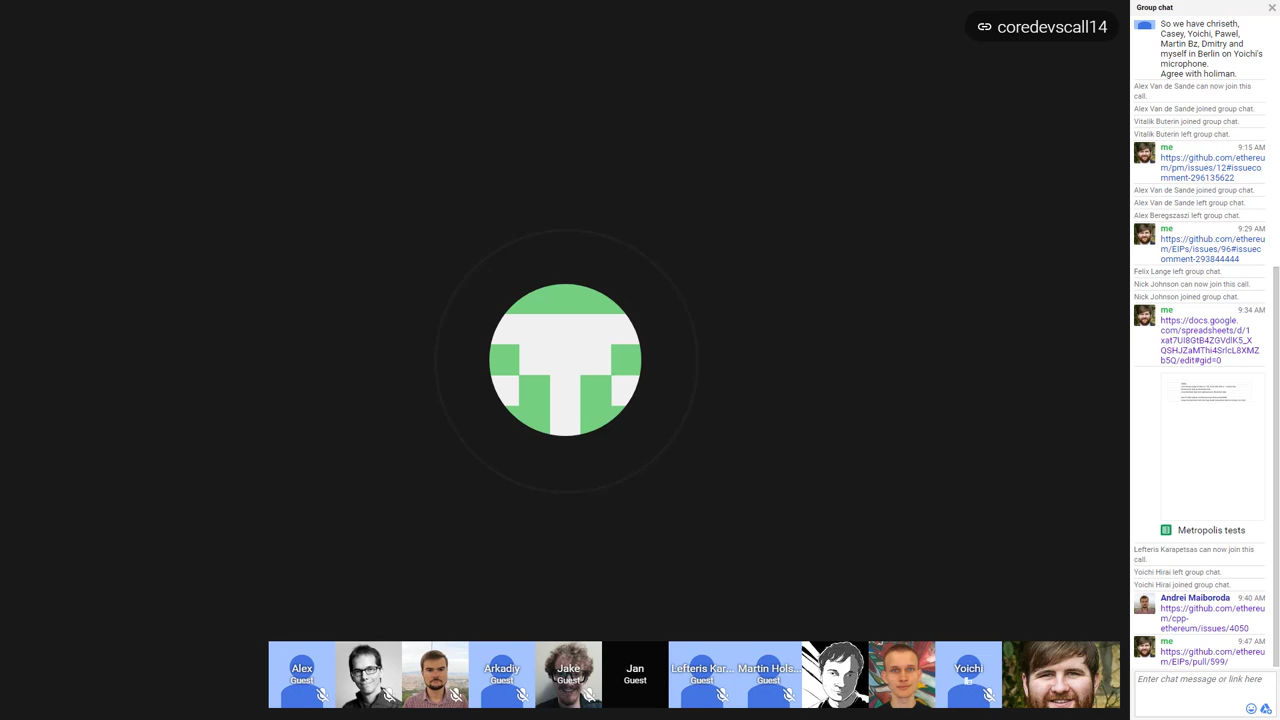 coredevscall14
Group chat
So we have chriseth,
Casey, Yoichi, Pawel,
Martin Bz, Dmitry and
myself in Berlin on Yoichi's
microphone.
Agree with holiman.
Alex Van de Sande can now join this
call.
Alex Van de Sande joined group chat.
Vitalik Buterin joined group chat.
Vitalik Buterin left group chat.
me 9:15 AM
https://github.com/ethereu
m/pm/issues/12#issueco
mment-296135622
Alex Van de Sande joined group chat.
Alex Van de Sande left group chat.
Alex Beregszaszi left group chat.
me 9:29 AM
https://github.com/ethereu
m/EIPs/issues/96#issuec
omment-293844444
Felix Lange left group chat.
Nick Johnson can now join this call.
Nick Johnson joined group chat.
me 9:34 AM
https://docs.google.
com/spreadsheets/d/1
xat7UI8GtB4ZGVdlK5_X
QSHJZaMThi4SrIcL8XMZ
b5Q/edit#gid=0
Metropolis tests
Lefteris Karapetsas can now join this
call.
Yoichi Hirai left group chat.
Yoichi Hirai joined group chat.
Andrei Maiboroda 9:40 AM
https://github.com/ethereu
m/cpp-
ethereum/issues/4050
me 9:47 AM
https://github.com/ethereu
m/EIPs/pull/599/
Enter chat message or link here
Alex
Guest
Arkadiy
Guest
Jake
Guest
Jan
Guest
Lefteris Kar...
Guest
Martin Hols...
Guest
Yoichi
Guest